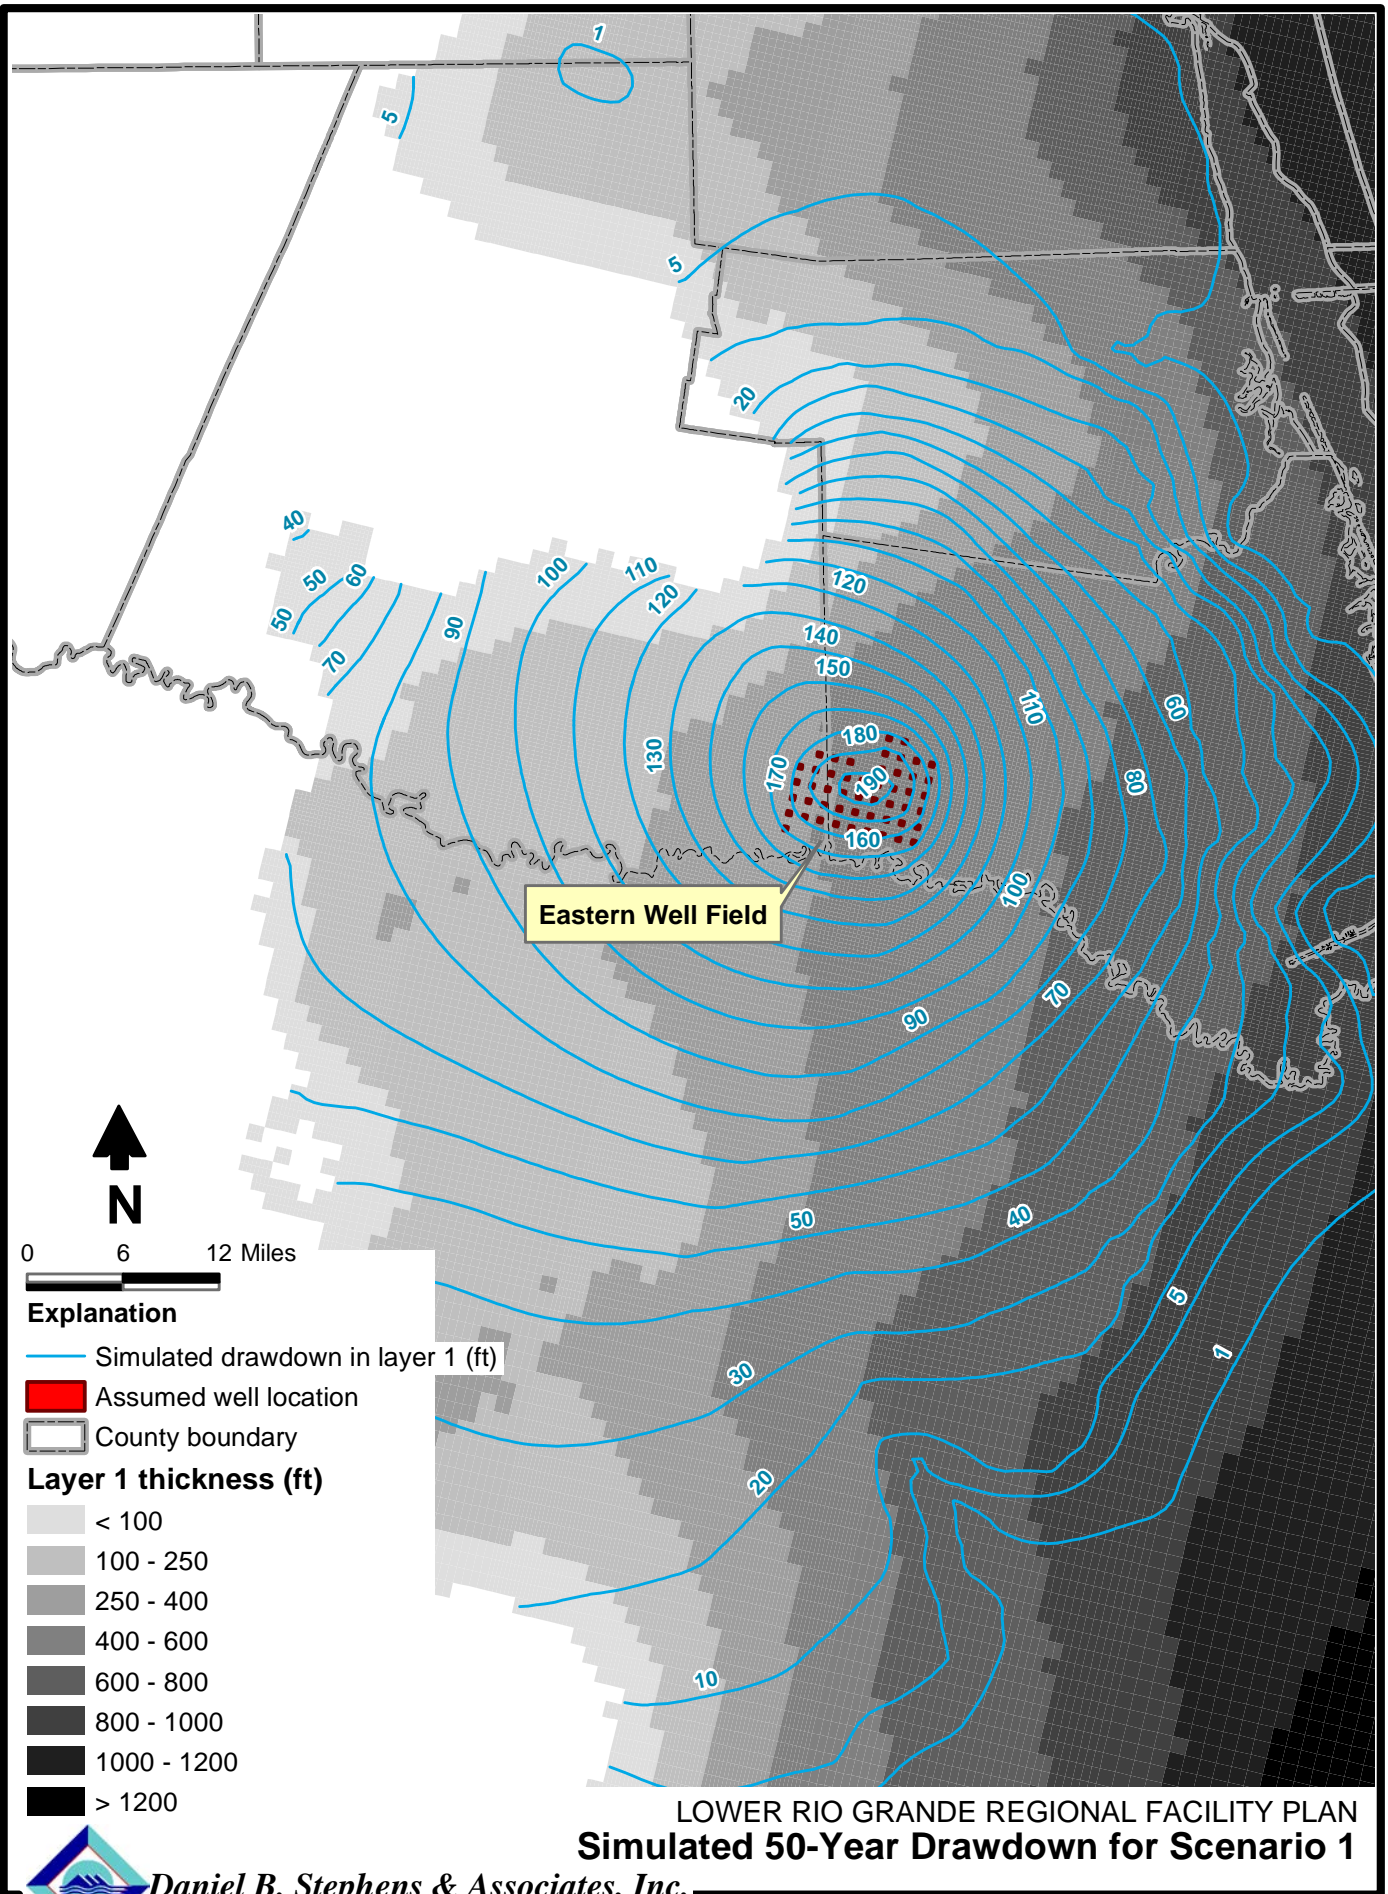 1
5
5
20
40
50
60
50
70
90
100
110
120
120
140
150
130
110
60
180
170
190
80
160
100
Eastern Well Field
70
90
50
40
5
1
30
20
10
N
0 6 12 Miles
Explanation
Simulated drawdown in layer 1 (ft)
Assumed well location
County boundary
Layer 1 thickness (ft)
< 100
100 - 250
250 - 400
400 - 600
600 - 800
800 - 1000
1000 - 1200
> 1200
LOWER RIO GRANDE REGIONAL FACILITY PLAN
Simulated 50-Year Drawdown for Scenario 1
Daniel B. Stephens & Associates, Inc.